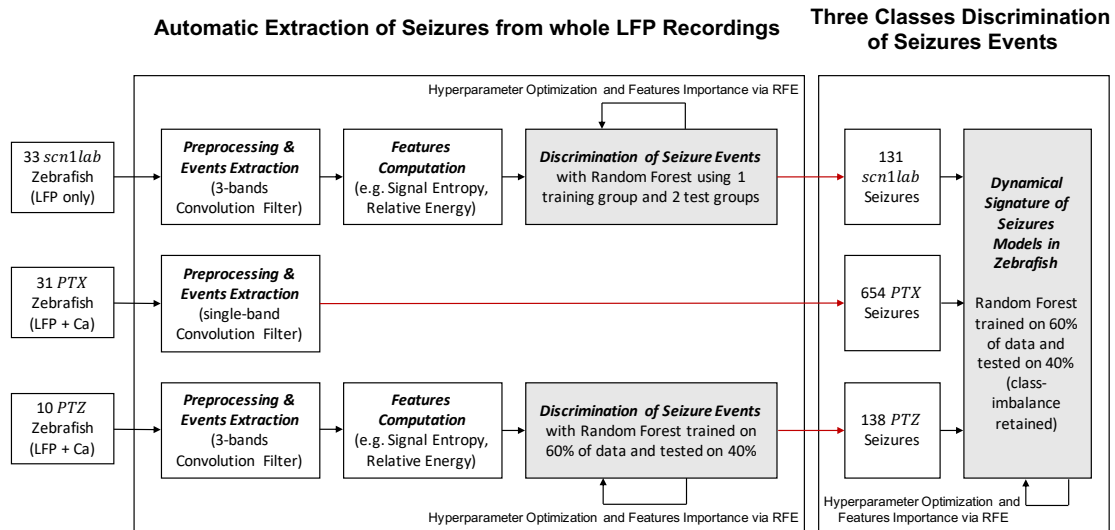 Automatic Extraction of Seizures from whole LFP Recordings
Three Classes Discrimination
of Seizures Events
Hyperparameter Optimization and Features Importance via RFE
33 scn1lab
Zebrafish
(LFP only)
Preprocessing &
Events Extraction
(3-bands
Convolution Filter)
Features
Computation
(e.g. Signal Entropy,
Relative Energy)
Discrimination of Seizure Events
with Random Forest using 1
training group and 2 test groups
131
scn1lab
Seizures
31 PTX
Zebrafish
(LFP + Ca)
Preprocessing &
Events Extraction
(single-band
Convolution Filter)
654 PTX
Seizures
10 PTZ
Zebrafish
(LFP + Ca)
Preprocessing &
Events Extraction
(3-bands
Convolution Filter)
Features
Computation
(e.g. Signal Entropy,
Relative Energy)
Discrimination of Seizure Events
with Random Forest trained on
60% of data and tested on 40%
138 PTZ
Seizures
Hyperparameter Optimization and Features Importance via RFE
Dynamical
Signature of
Seizures
Models in
Zebrafish
Random Forest
trained on 60%
of data and
tested on 40%
(class-
imbalance
retained)
Hyperparameter Optimization and
Features Importance via RFE